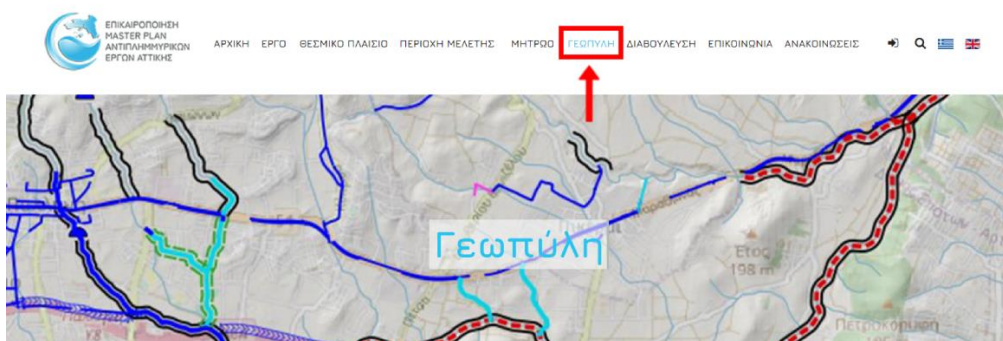 ΕΠΙΚΑΙΡΟΠΟΙΗΣΗ
MASTER PLAN
ΑΝΤΙΠΛΗΜΜΥΡΙΚΩΝ
ΕΡΓΩΝ ΑΤΤΙΚΗΣ
ΑΡΧΙΚΗ ΕΡΓΟ ΘΕΣΜΙΚΟ ΠΛΑΙΣΙΟ ΠΕΡΙΟΧΗ ΜΕΛΕΤΗΣ ΜΗΤΡΩΟ ΓΕΩΠΥΛΗ ΔΙΑΒΟΥΛΕΥΣΗ ΕΠΙΚΟΙΝΩΝΙΑ ΑΝΑΚΟΙΝΩΣΕΙΣ
Γεωπύλη
Έτος
198 m
Πετροκορυφή